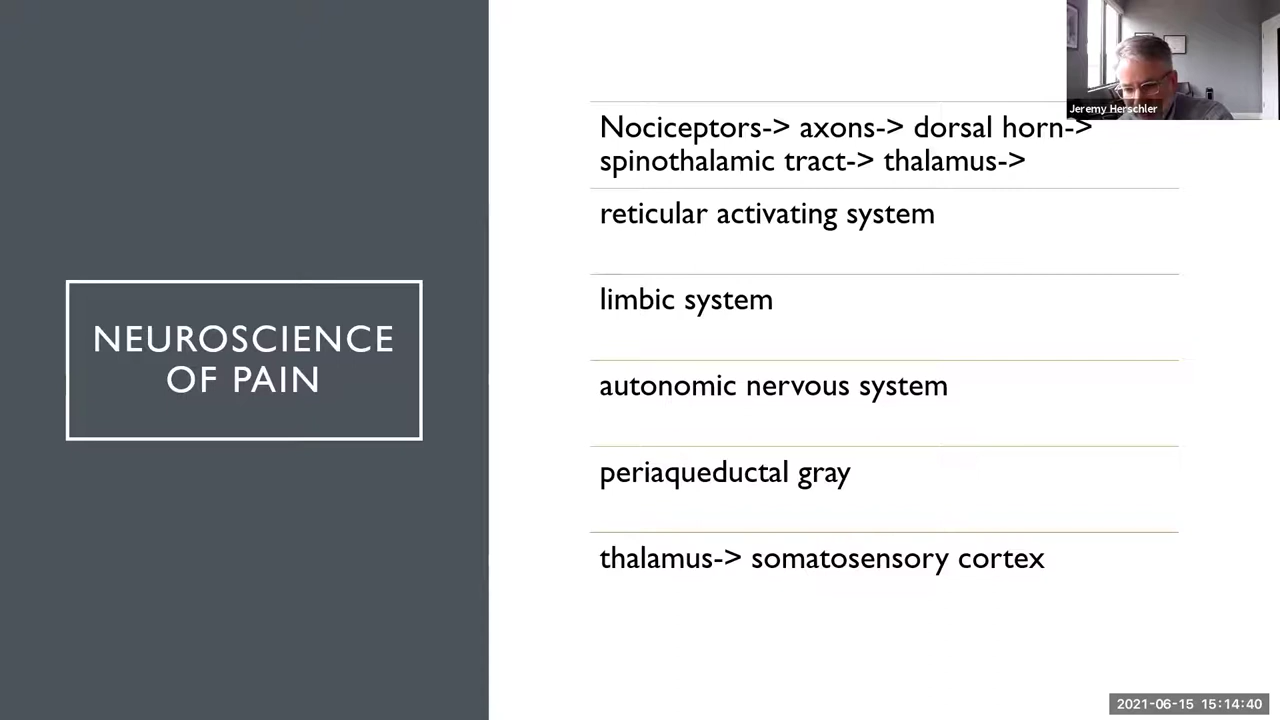 Jeremy Herschler
NEUROSCIENCE
OF PAIN
Nociceptors-> axons-> dorsal horn->
spinothalamic tract-> thalamus->
reticular activating system
limbic system
autonomic nervous system
periaqueductal gray
thalamus-> somatosensory cortex
2021-06-15 15:14:40